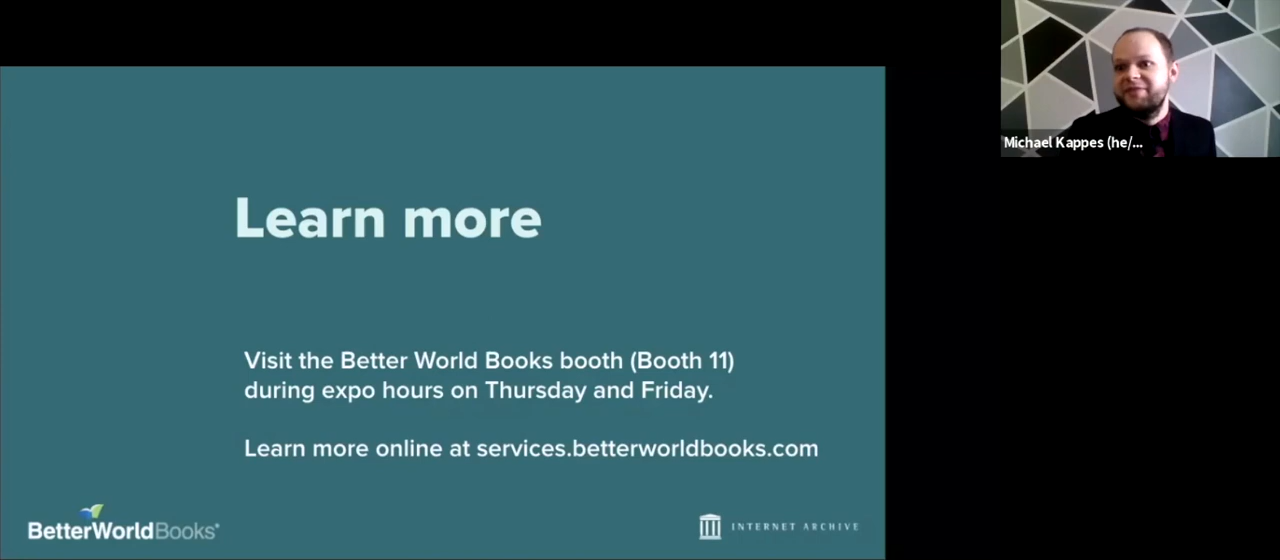 Michael Kappes (he/...
Learn more
Visit the Better World Books booth (Booth 11)
during expo hours on Thursday and Friday.
Learn more online at services.betterworldbooks.com
BetterWorldBooks
INTERNET ARCHIVE